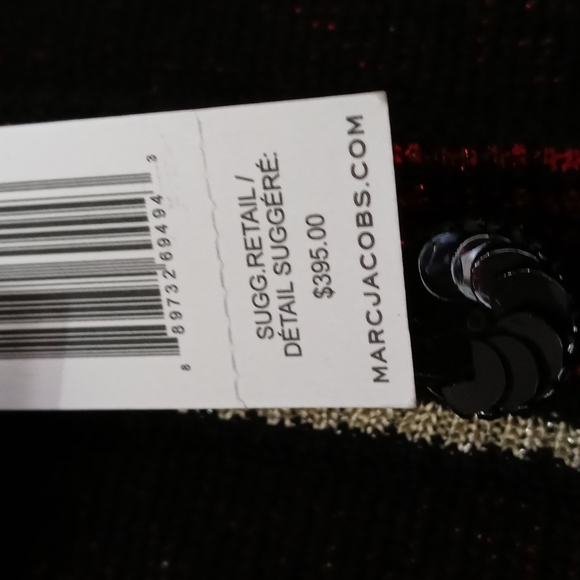 8 89732 69494 3
SUGG.RETAIL/
DÉTAIL SUGGÉRÉ:
$395.00
MARCJACOBS.COM